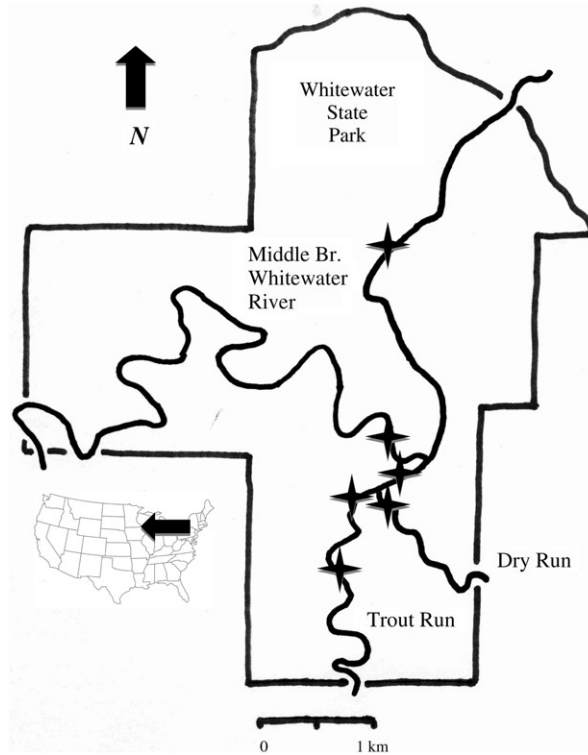 Whitewater
State
Park
N
Middle Br.
Whitewater
River
Dry Run
Trout Run
0 1 km